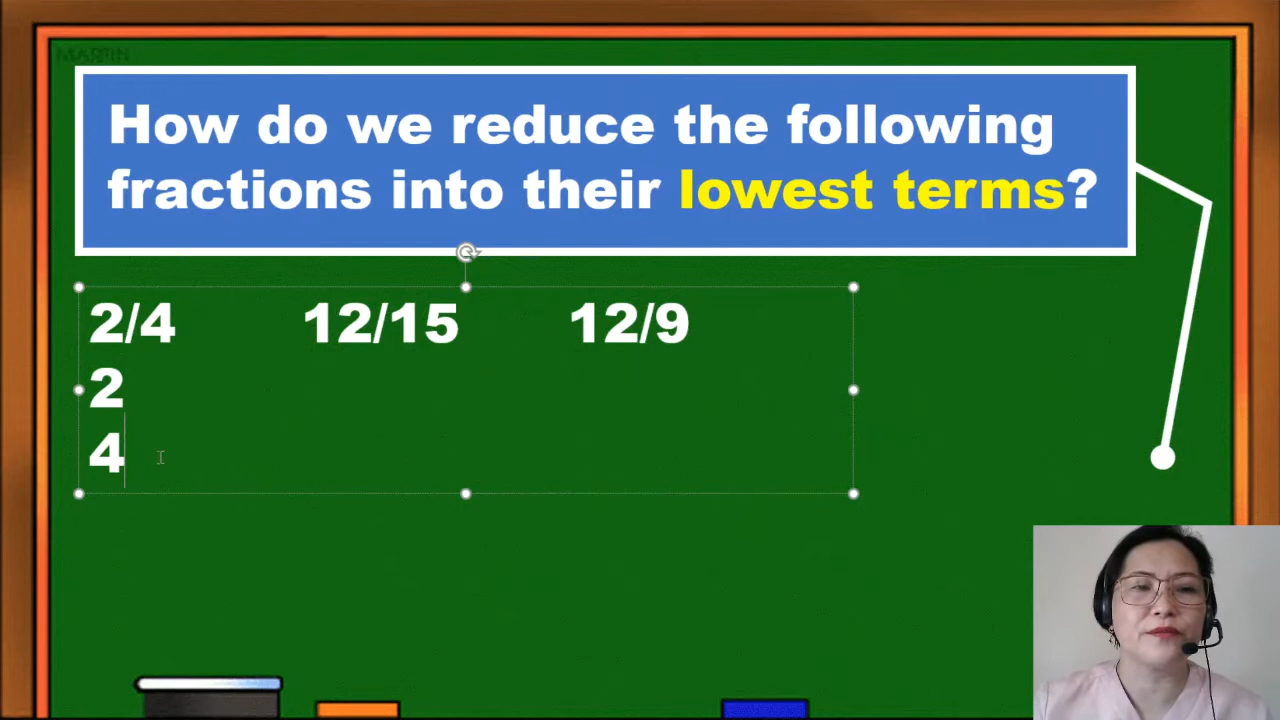 MARTIN
How do we reduce the following
fractions into their lowest terms?
2/4 12/15 12/9
2
4